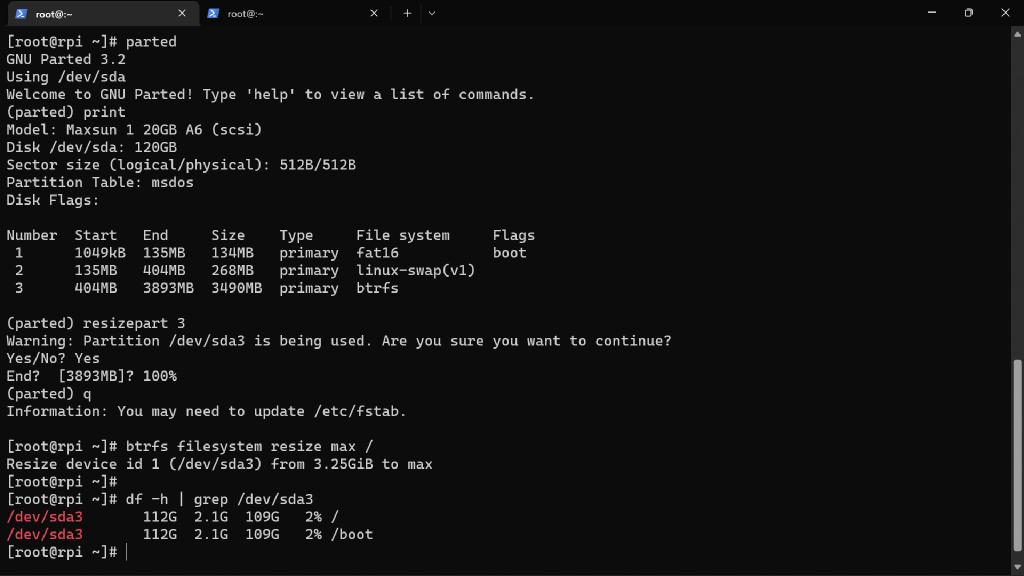 root@:~
root@:~
[root@rpi ~]# parted
GNU Parted 3.2
Using /dev/sda
Welcome to GNU Parted! Type 'help' to view a list of commands.
(parted) print
Model: Maxsun 1 20GB A6 (scsi)
Disk /dev/sda: 120GB
Sector size (logical/physical): 512B/512B
Partition Table: msdos
Disk Flags:
Number  Start   End     Size    Type     File system     Flags
 1      1049kB  135MB   134MB   primary  fat16           boot
 2      135MB   404MB   268MB   primary  linux-swap(v1)
 3      404MB   3893MB  3490MB  primary  btrfs
(parted) resizepart 3
Warning: Partition /dev/sda3 is being used. Are you sure you want to continue?
Yes/No? Yes
End?  [3893MB]? 100%
(parted) q
Information: You may need to update /etc/fstab.
[root@rpi ~]# btrfs filesystem resize max /
Resize device id 1 (/dev/sda3) from 3.25GiB to max
[root@rpi ~]#
[root@rpi ~]# df -h | grep /dev/sda3
/dev/sda3       112G  2.1G  109G   2% /
/dev/sda3       112G  2.1G  109G   2% /boot
[root@rpi ~]#